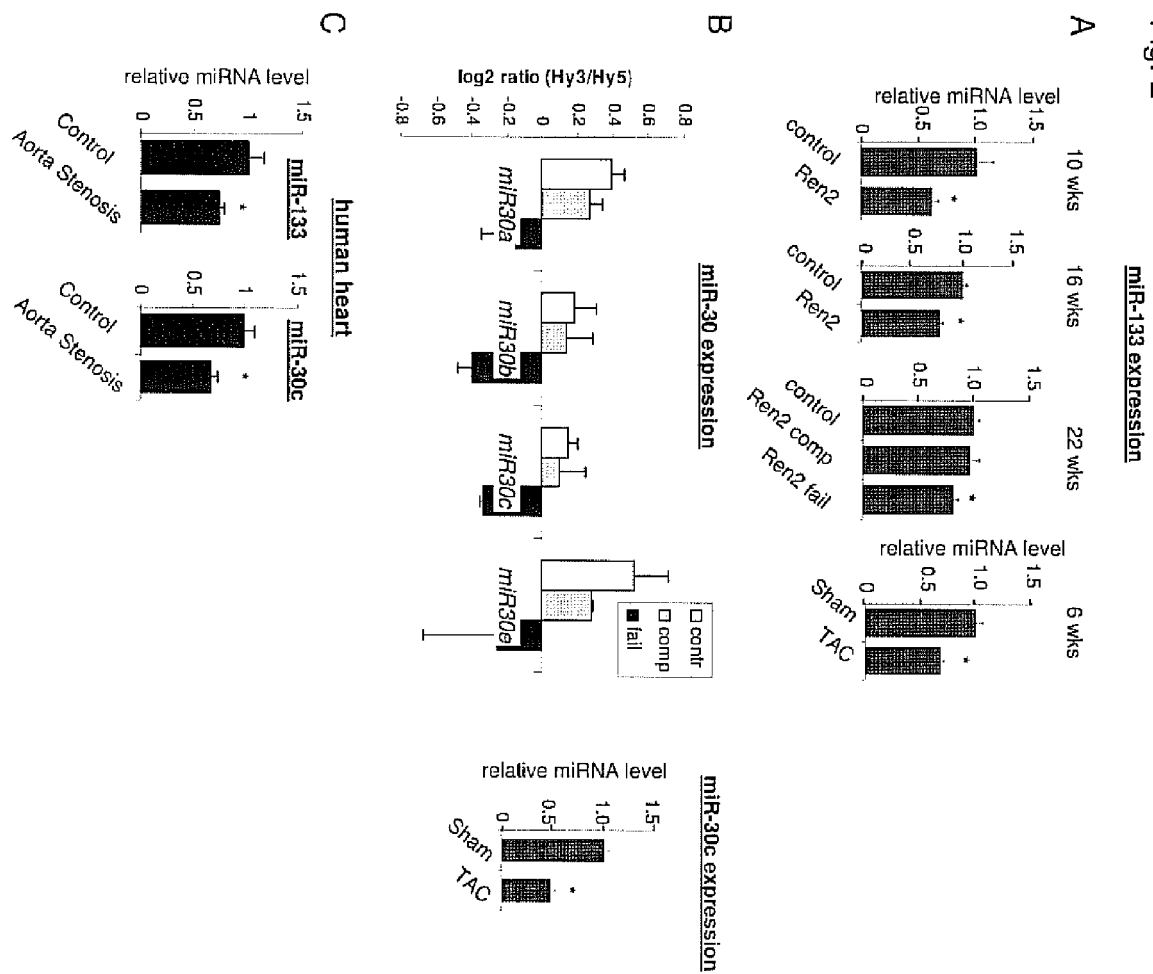 A
miR-133 expression
10 wks
16 wks
22 wks
6 wks
relative miRNA level
1.5
1.0
0.5
0
control
Ren2
1.5
1.0
0.5
0
control
Ren2
1.5
1.0
0.5
0
control
Ren2 comp
Ren2 fail
relative miRNA level
1.5
1.0
0.5
0
Sham
TAC
*
*
*
*
B
miR-30 expression
log2 ratio (Hy3/Hy5)
0.8
0.6
0.4
0.2
0
-0.2
-0.4
-0.6
-0.8
miR30a
miR30b
miR30c
miR30e
contr
comp
fail
miR-30c expression
relative miRNA level
1.5
1.0
0.5
0
Sham
TAC
*
C
human heart
miR-133
relative miRNA level
1.5
1
0.5
0
Control
Aorta Stenosis
*
miR-30c
1.5
1
0.5
0
Control
Aorta Stenosis
*